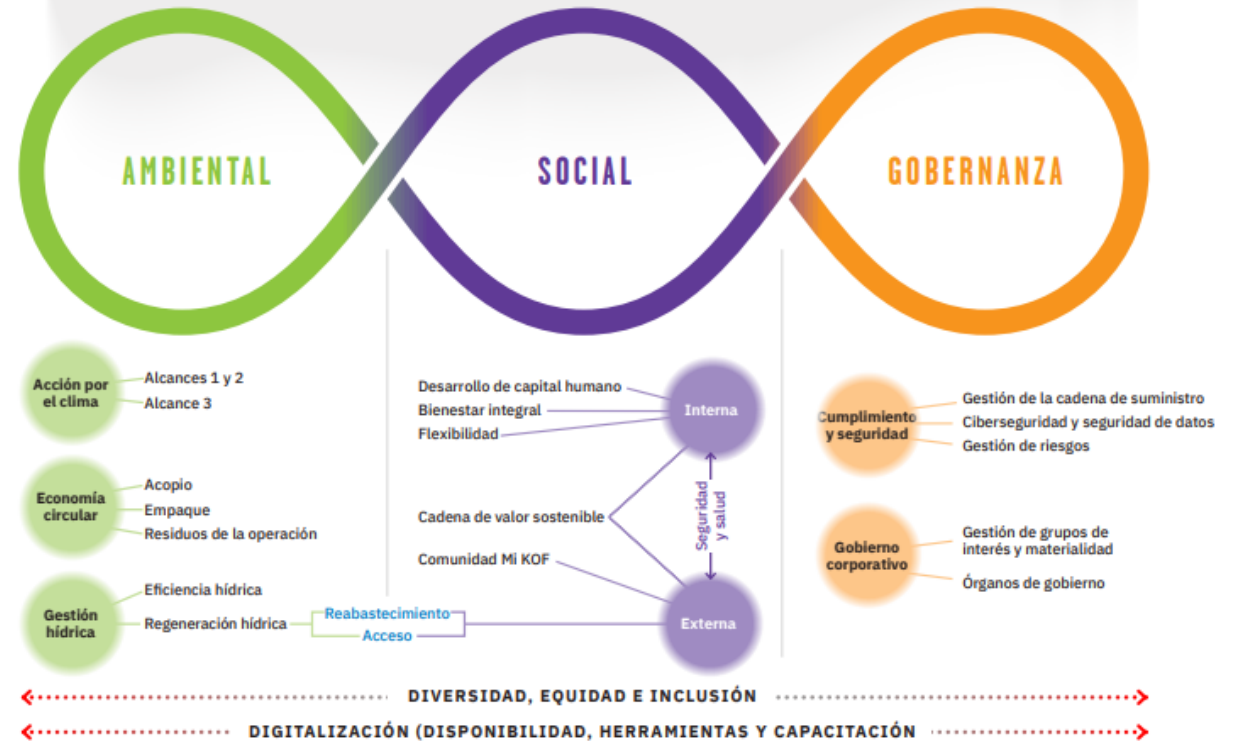 AMBIENTAL
SOCIAL
GOBERNANZA
Acción por
el clima
Alcances 1 y 2
Alcance 3
Economía
circular
Acopio
Empaque
Residuos de la operación
Gestión
hídrica
Eficiencia hídrica
Regeneración hídrica
Reabastecimiento
Acceso
Desarrollo de capital humano
Bienestar integral
Flexibilidad
Interna
Cadena de valor sostenible
Comunidad Mi KOF
Seguridad
y salud
Externa
Cumplimiento
y seguridad
Gestión de la cadena de suministro
Ciberseguridad y seguridad de datos
Gestión de riesgos
Gobierno
corporativo
Gestión de grupos de
interés y materialidad
Órganos de gobierno
DIVERSIDAD, EQUIDAD E INCLUSIÓN
DIGITALIZACIÓN (DISPONIBILIDAD, HERRAMIENTAS Y CAPACITACIÓN